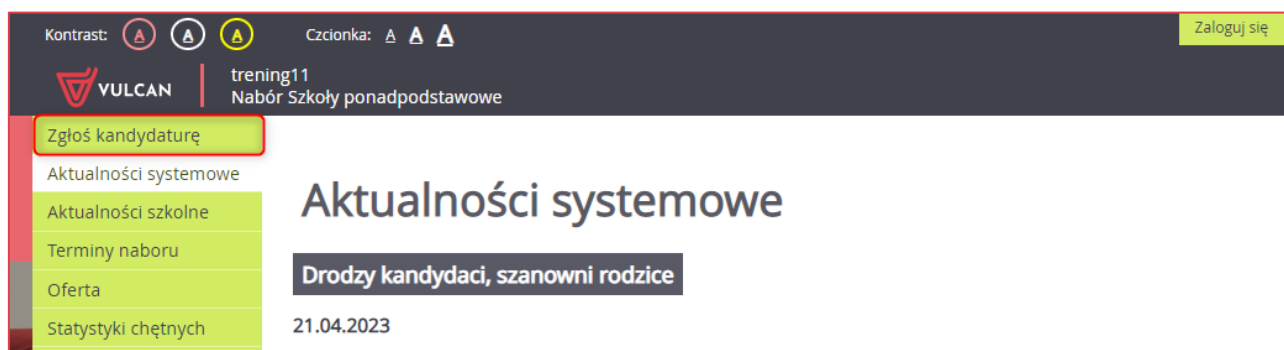 Kontrast: A A A Czcionka: A A A Zaloguj się
VULCAN
trening11
Nabór Szkoły ponadpodstawowe
Zgłoś kandydaturę
Aktualności systemowe
Aktualności szkolne
Terminy naboru
Oferta
Statystyki chętnych
Aktualności systemowe
Drodzy kandydaci, szanowni rodzice
21.04.2023